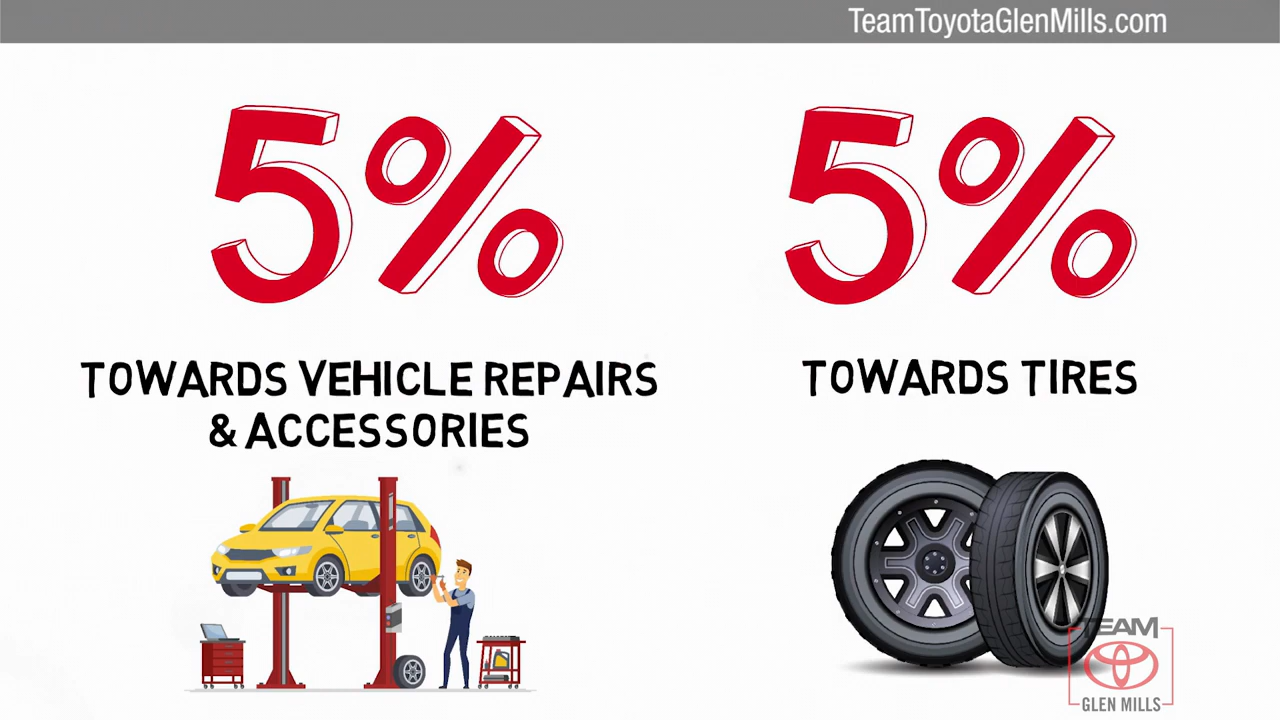 TeamToyotaGlenMills.com
5%
TOWARDS VEHICLE REPAIRS
& ACCESSORIES
5%
TOWARDS TIRES
TEAM
GLEN MILLS